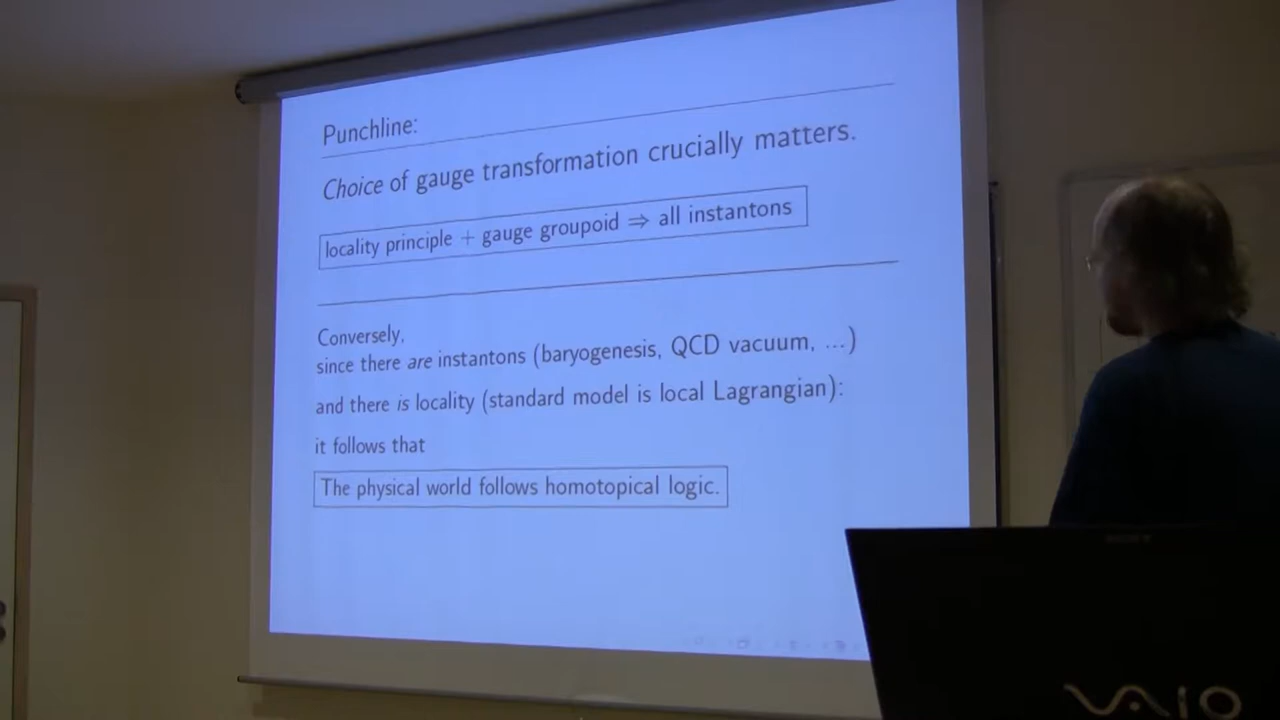 Punchline:
Choice of gauge transformation crucially matters.
locality principle + gauge groupoid ⇒ all instantons
Conversely,
since there are instantons (baryogenesis, QCD vacuum, ...)
and there is locality (standard model is local Lagrangian):
it follows that
The physical world follows homotopical logic.
SONY
VAIO